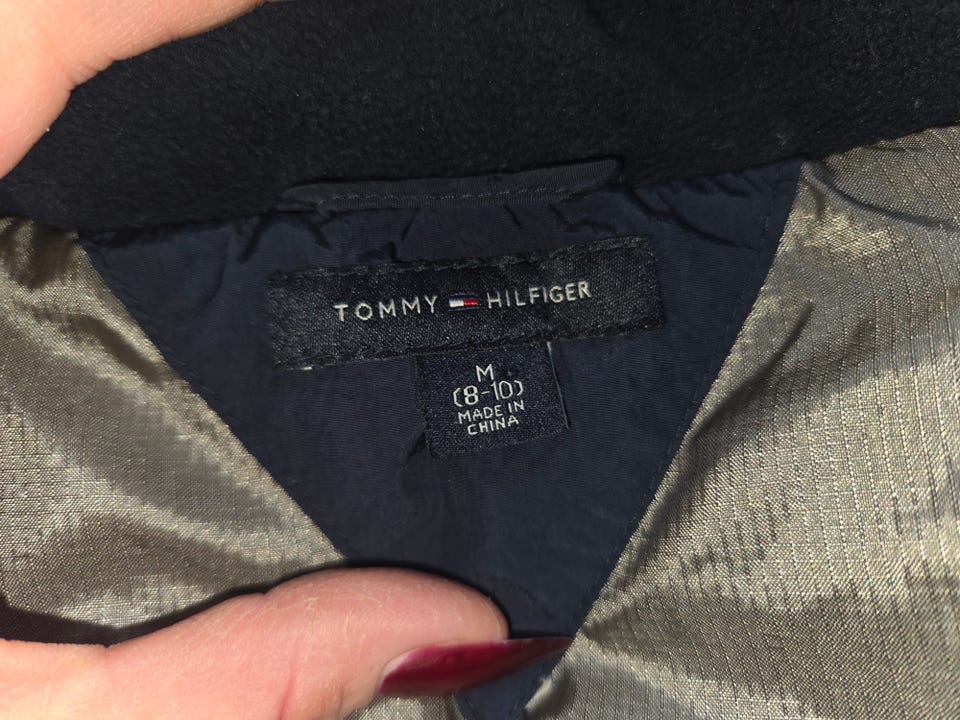 TOMMY HILFIGER
M
(8-10)
MADE IN
CHINA